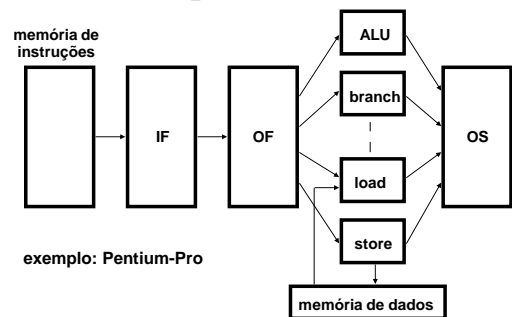 memória de
instruções
IF
OF
ALU
branch
load
store
OS
exemplo: Pentium-Pro
memória de dados